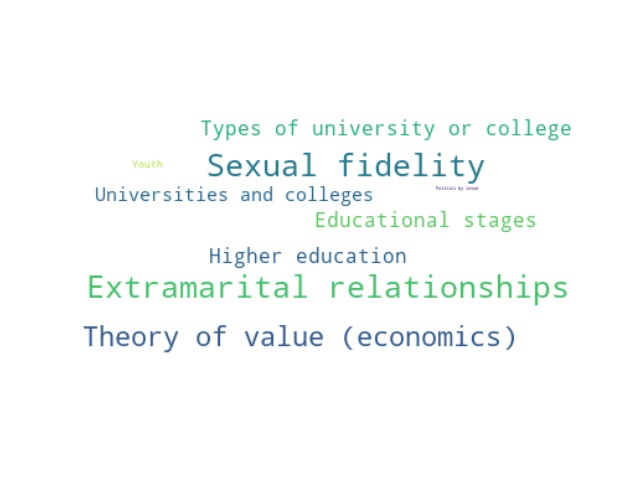 Types of university or college
Youth
Sexual fidelity
Politics by issue
Universities and colleges
Educational stages
Higher education
Extramarital relationships
Theory of value (economics)